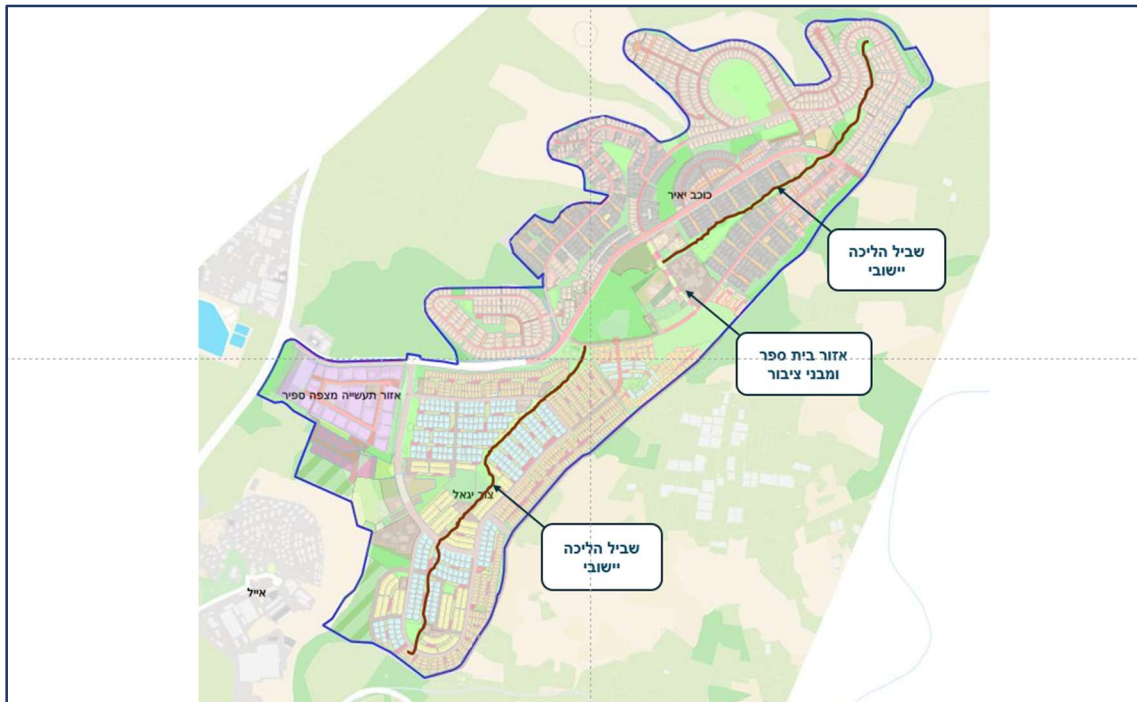 כוכב יאיר
שביל הליכה
יישובי
אזור בית ספר
ומבני ציבור
אזור תעשייה מצפה ספיר
צור יגאל
שביל הליכה
יישובי
אייל